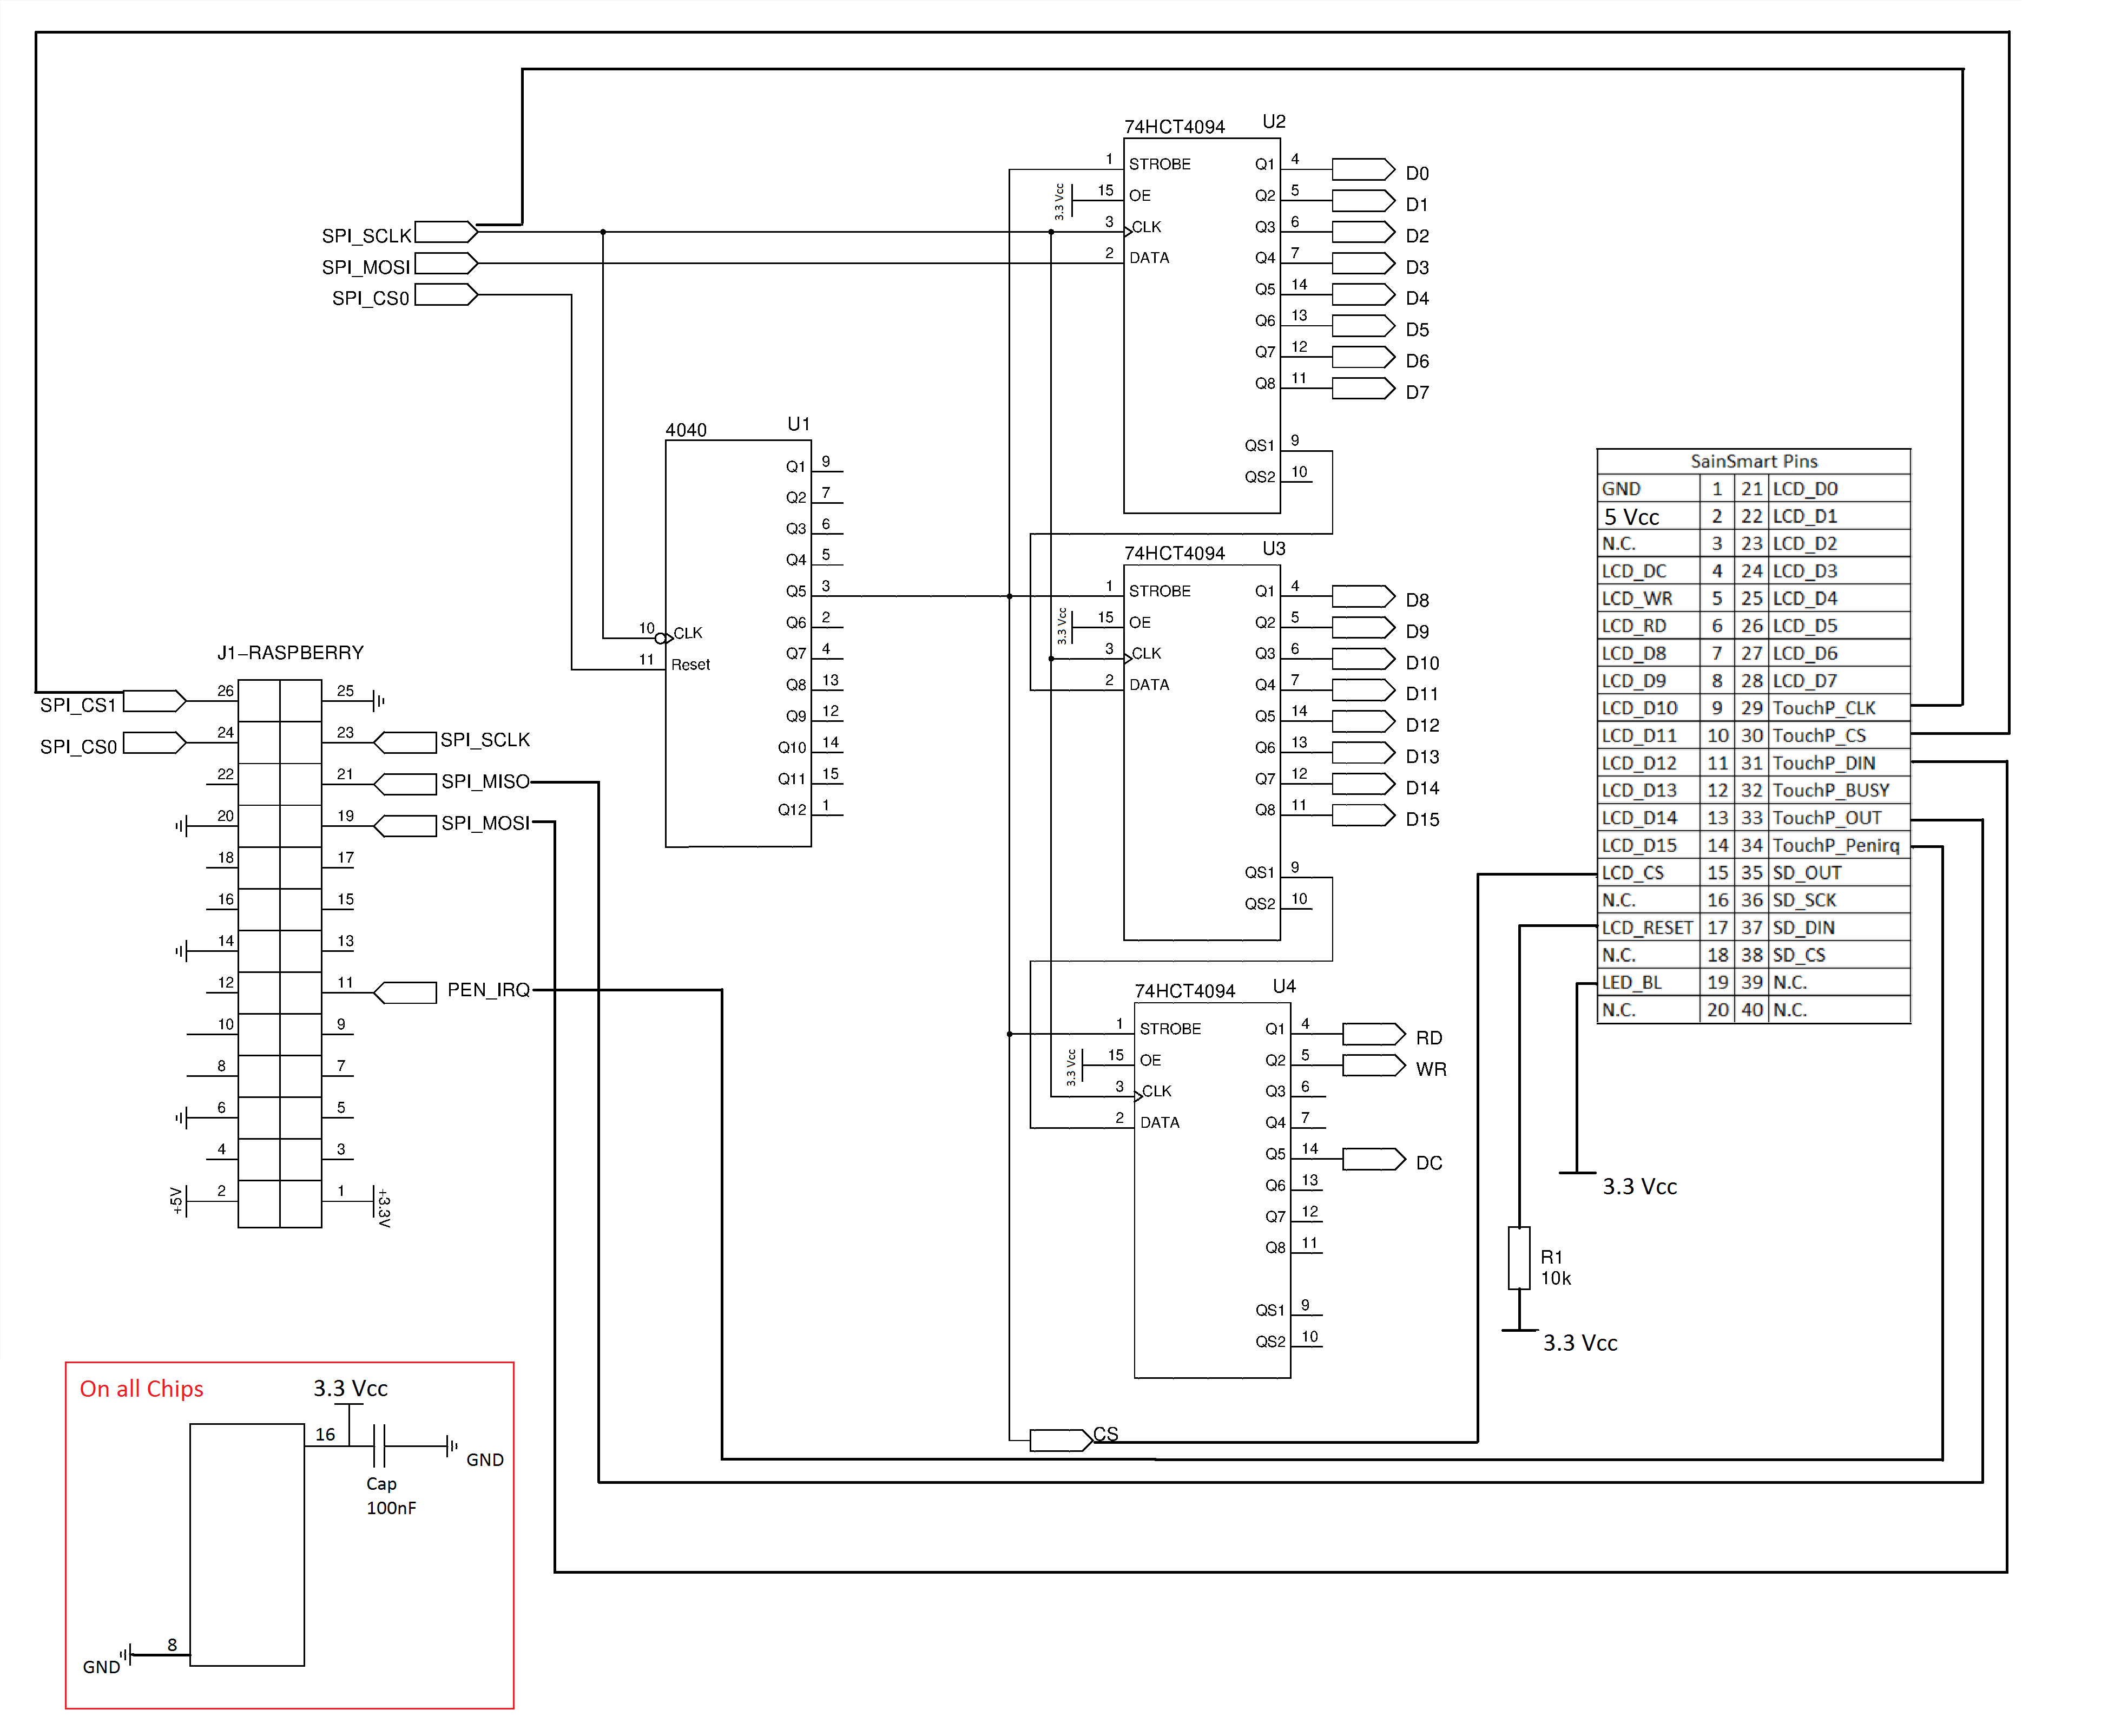 74HCT4094 U2
1 STROBE Q1 4 D0
3.3 Vcc 15 OE Q2 5 D1
3 CLK Q3 6 D2
2 DATA Q4 7 D3
Q5 14 D4
Q6 13 D5
Q7 12 D6
Q8 11 D7
QS1 9
QS2 10
SPI_SCLK
SPI_MOSI
SPI_CS0
4040 U1
Q1 9
Q2 7
Q3 6
Q4 5
Q5 3
Q6 2
10 CLK
Q7 4
11 Reset
Q8 13
Q9 12
Q10 14
Q11 15
Q12 1
74HCT4094 U3
1 STROBE Q1 4 D8
3.3 Vcc 15 OE Q2 5 D9
3 CLK Q3 6 D10
2 DATA Q4 7 D11
Q5 14 D12
Q6 13 D13
Q7 12 D14
Q8 11 D15
QS1 9
QS2 10
74HCT4094 U4
1 STROBE Q1 4 RD
3.3 Vcc 15 OE Q2 5 WR
3 CLK Q3 6
2 DATA Q4 7
Q5 14 DC
Q6 13
Q7 12
Q8 11
QS1 9
QS2 10
CS
J1-RASPBERRY
SPI_CS1 26 25
SPI_CS0 24 23 SPI_SCLK
22 21 SPI_MISO
20 19 SPI_MOSI
18 17
16 15
14 13
12 11 PEN_IRQ
10 9
8 7
6 5
4 3
+5V 2 1 +3.3V
SainSmart Pins
GND 1 21 LCD_D0
5 Vcc 2 22 LCD_D1
N.C. 3 23 LCD_D2
LCD_DC 4 24 LCD_D3
LCD_WR 5 25 LCD_D4
LCD_RD 6 26 LCD_D5
LCD_D8 7 27 LCD_D6
LCD_D9 8 28 LCD_D7
LCD_D10 9 29 TouchP_CLK
LCD_D11 10 30 TouchP_CS
LCD_D12 11 31 TouchP_DIN
LCD_D13 12 32 TouchP_BUSY
LCD_D14 13 33 TouchP_OUT
LCD_D15 14 34 TouchP_Penirq
LCD_CS 15 35 SD_OUT
N.C. 16 36 SD_SCK
LCD_RESET 17 37 SD_DIN
N.C. 18 38 SD_CS
LED_BL 19 39 N.C.
N.C. 20 40 N.C.
3.3 Vcc
R1
10k
3.3 Vcc
On all Chips
3.3 Vcc
16
GND
Cap
100nF
8
GND